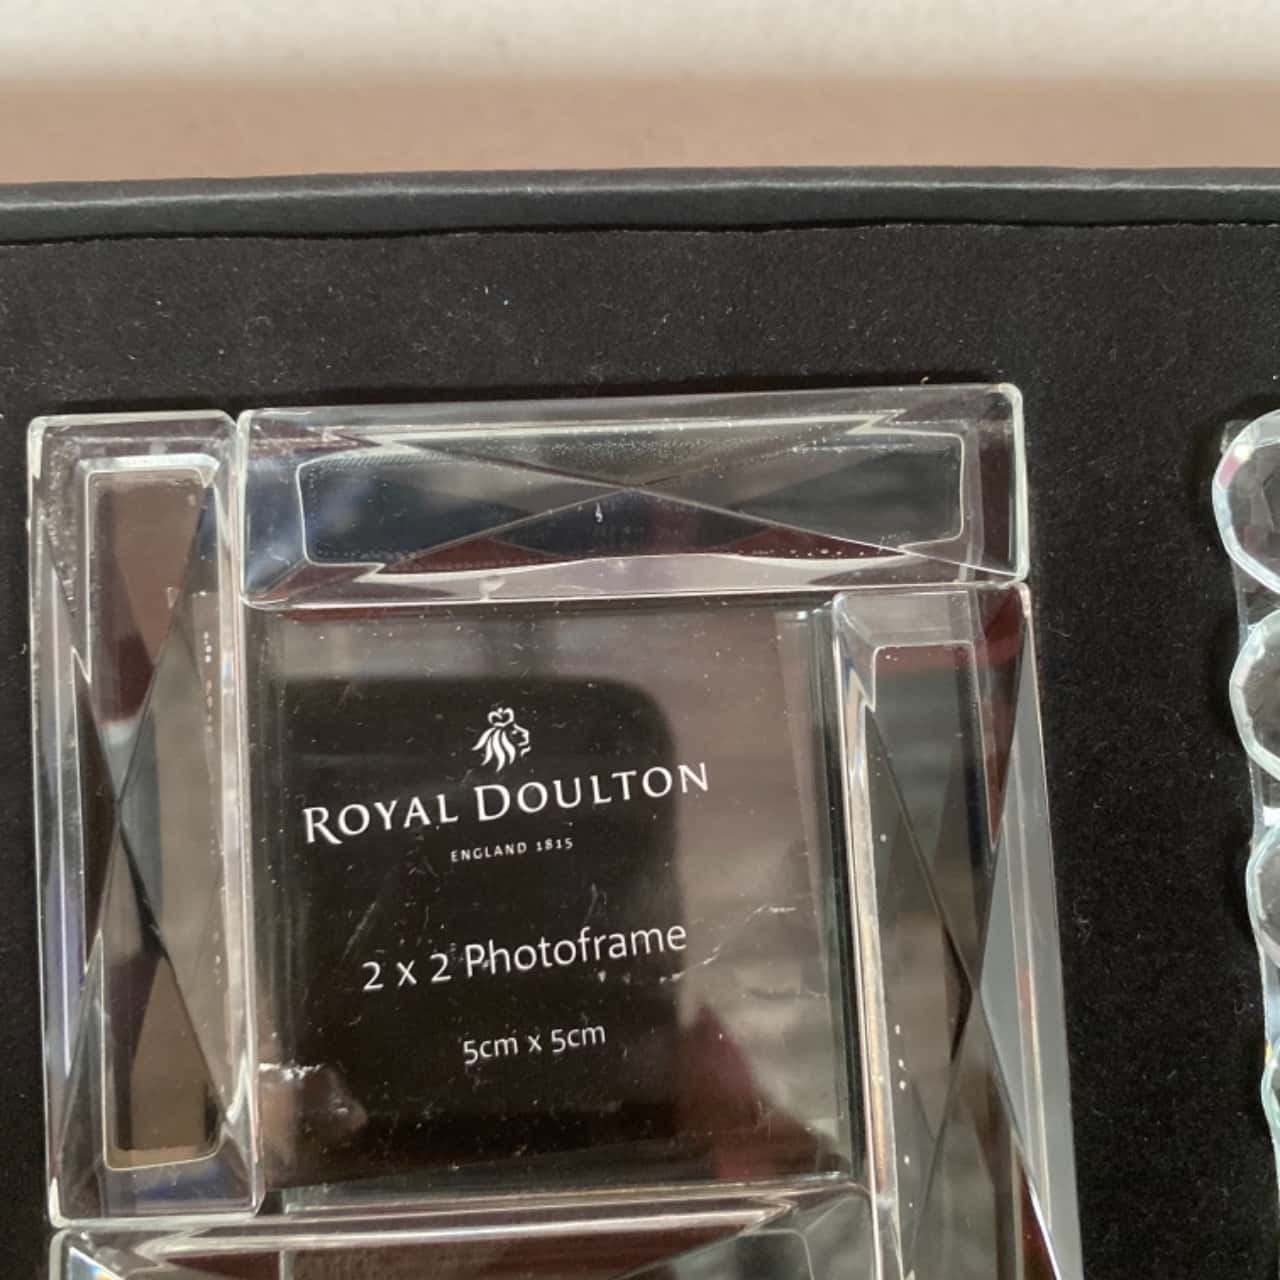 ROYAL DOULTON
ENGLAND 1815
2 x 2 Photoframe
5cm x 5cm